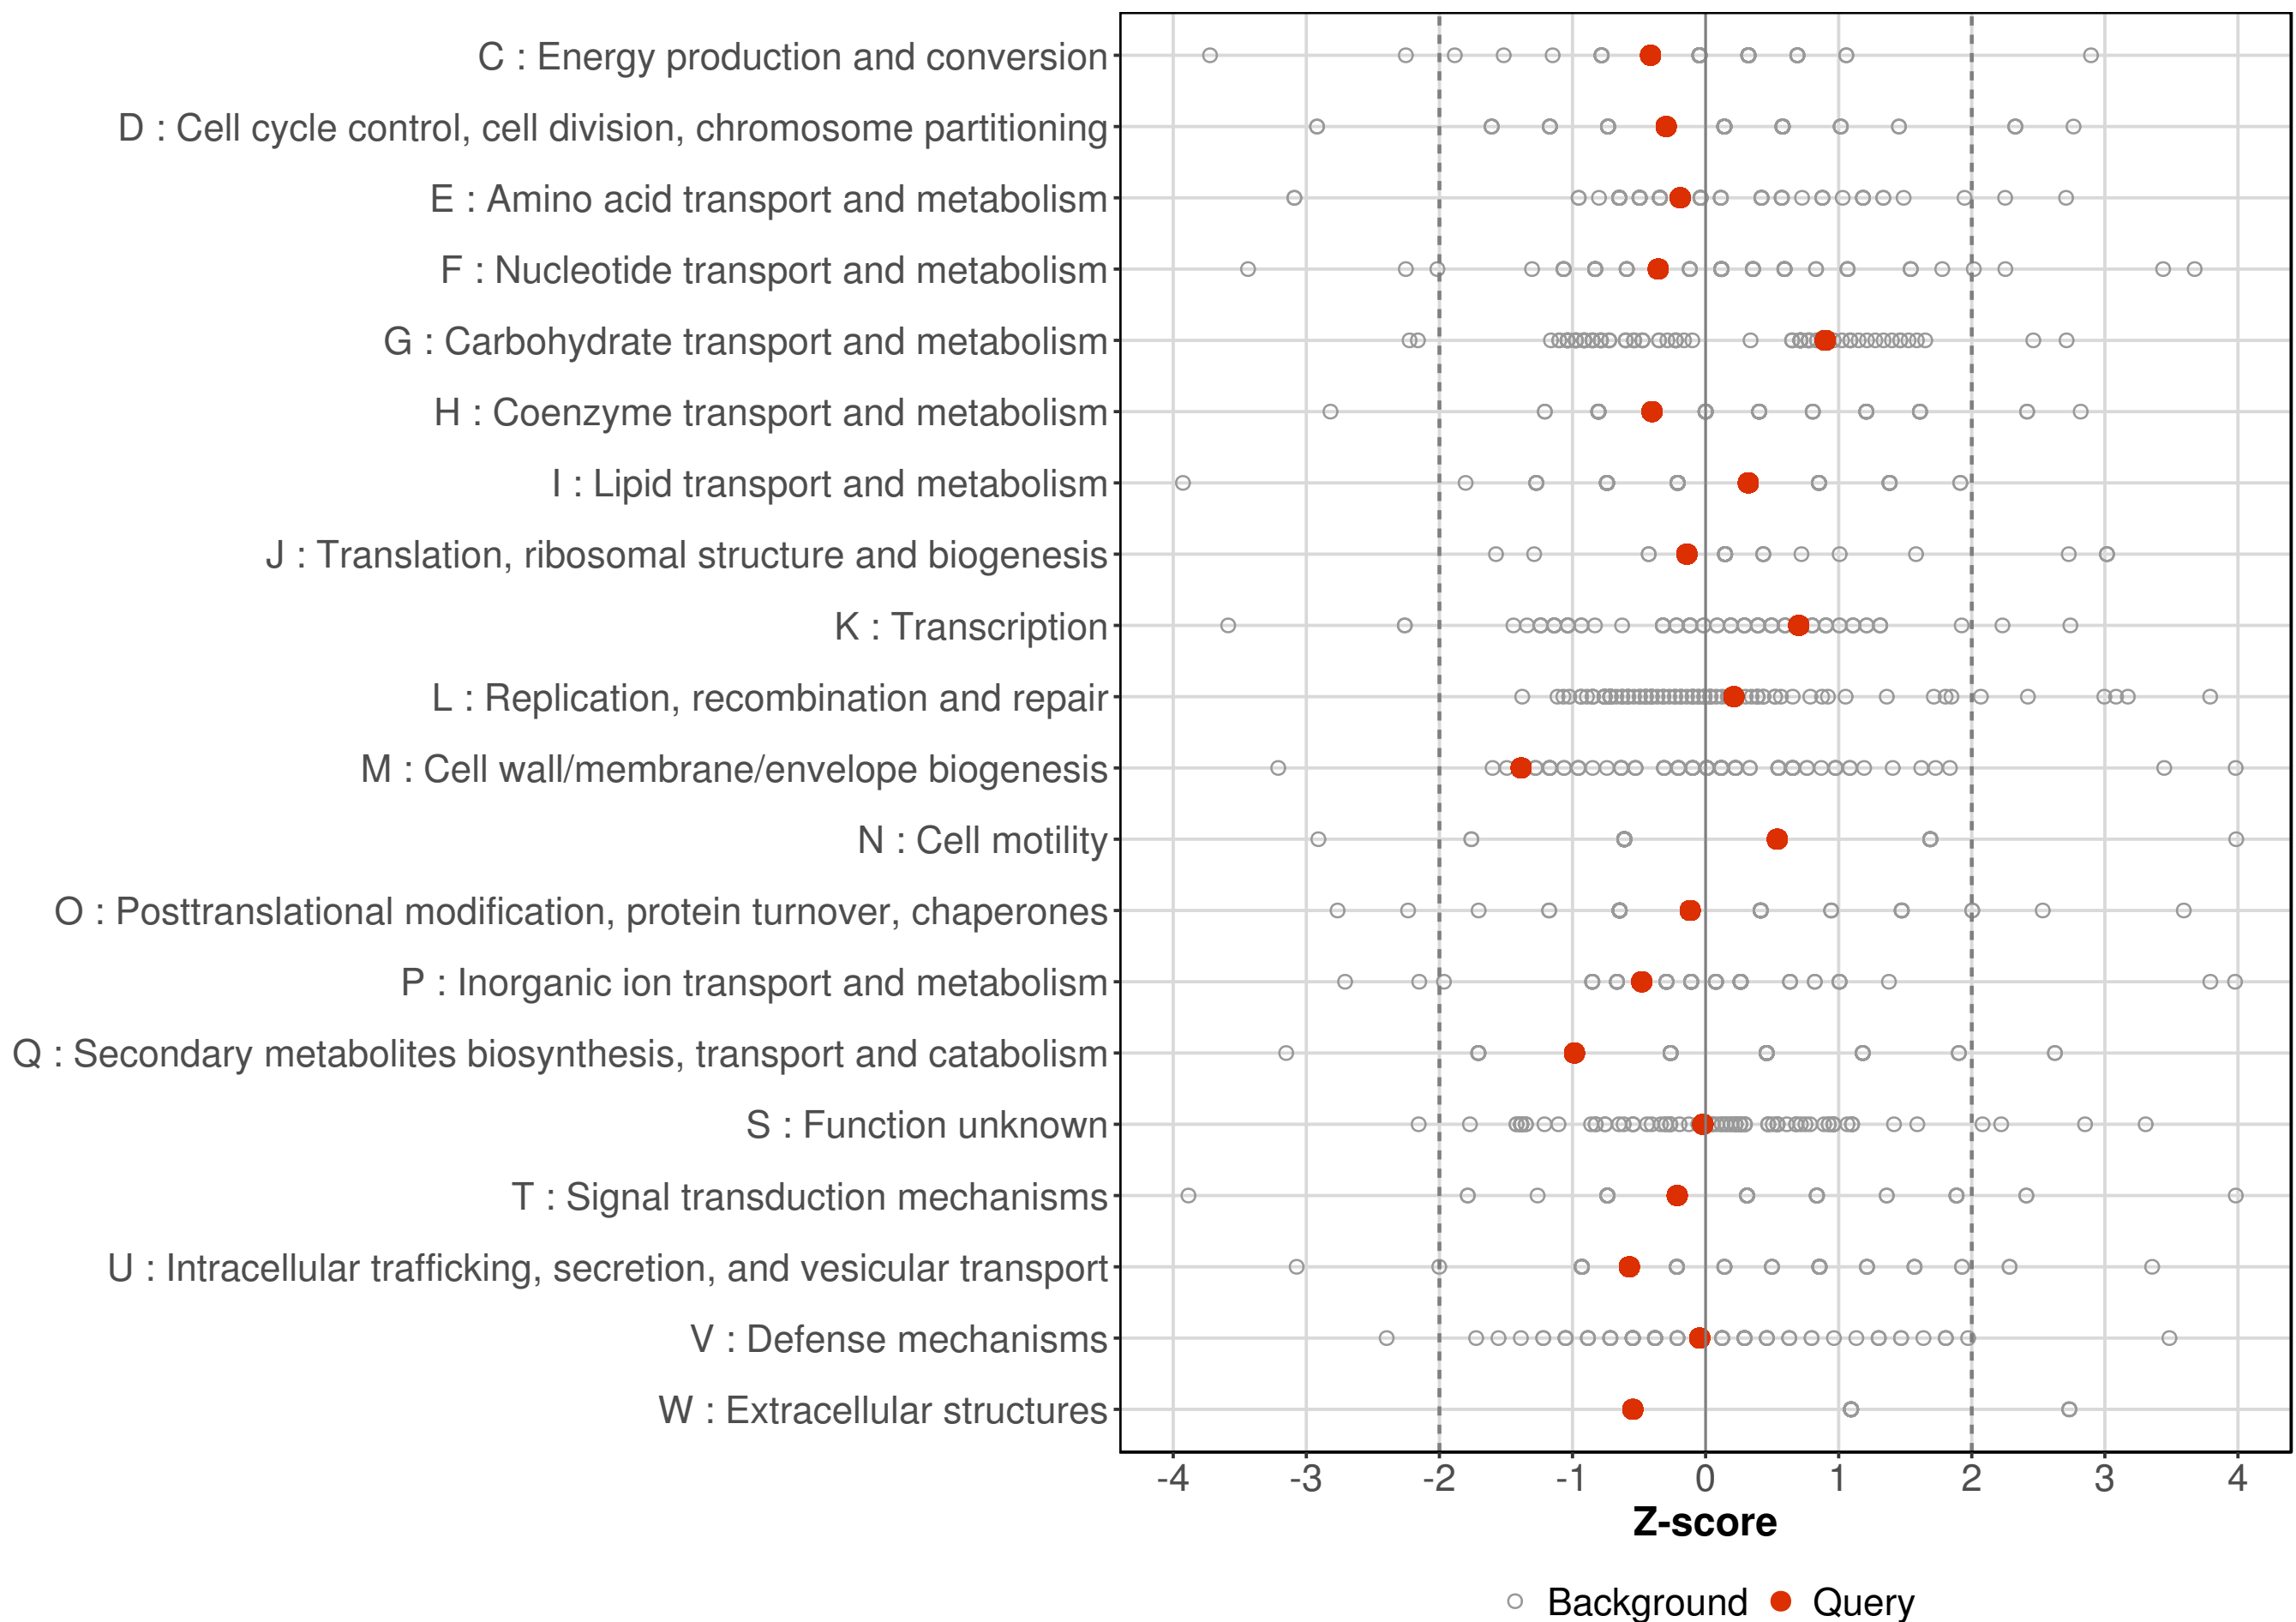 C : Energy production and conversion
D : Cell cycle control, cell division, chromosome partitioning
E : Amino acid transport and metabolism
F : Nucleotide transport and metabolism
G : Carbohydrate transport and metabolism
H : Coenzyme transport and metabolism
I : Lipid transport and metabolism
J : Translation, ribosomal structure and biogenesis
K : Transcription
L : Replication, recombination and repair
M : Cell wall/membrane/envelope biogenesis
N : Cell motility
O : Posttranslational modification, protein turnover, chaperones
P : Inorganic ion transport and metabolism
Q : Secondary metabolites biosynthesis, transport and catabolism
S : Function unknown
T : Signal transduction mechanisms
U : Intracellular trafficking, secretion, and vesicular transport
V : Defense mechanisms
W : Extracellular structures
-4 -3 -2 -1 0 1 2 3 4
Z-score
Background Query